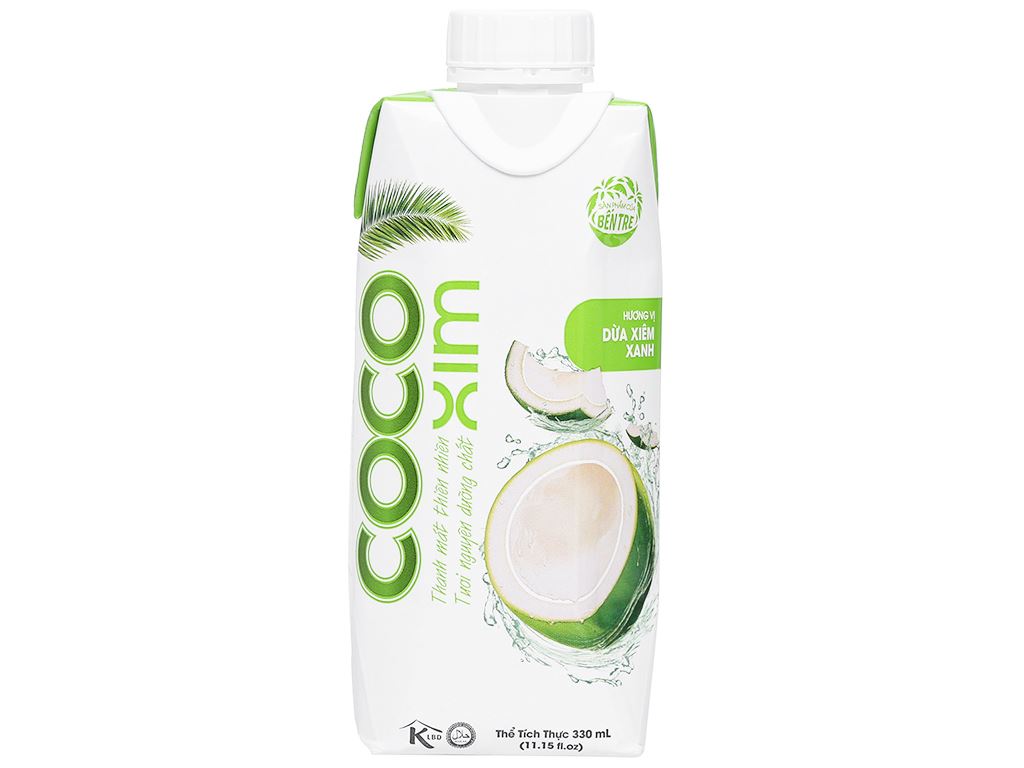 SẢN PHẨM CỦA
BẾN TRE
COCO
XIM
HƯƠNG VỊ
DỪA XIÊM
XANH
Thanh mát thiên nhiên
Tươi nguyên dưỡng chất
K LBD
Thể Tích Thực 330 mL
(11.15 fl.oz)